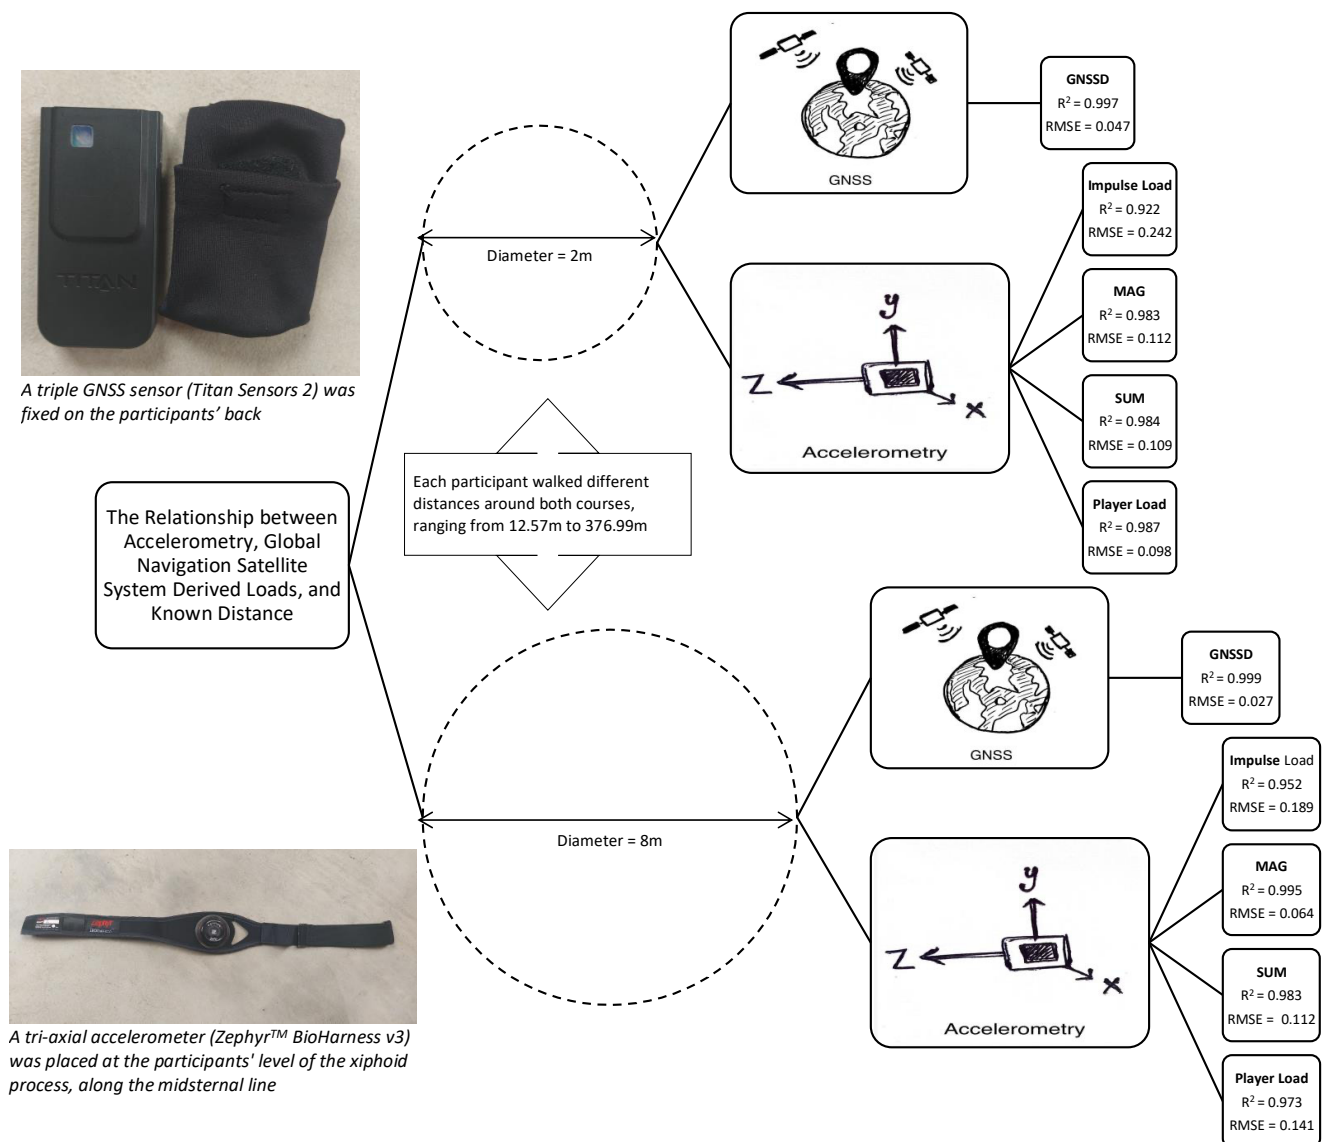 TITAN
A triple GNSS sensor (Titan Sensors 2) was
fixed on the participants' back
The Relationship between
Accelerometry, Global
Navigation Satellite
System Derived Loads, and
Known Distance
A tri-axial accelerometer (Zephyr™ BioHarness v3)
was placed at the participants' level of the xiphoid
process, along the midsternal line
Diameter = 2m
Each participant walked different
distances around both courses,
ranging from 12.57m to 376.99m
Diameter = 8m
GNSS
GNSSD
R² = 0.997
RMSE = 0.047
y
Z
x
Accelerometry
Impulse Load
R² = 0.922
RMSE = 0.242
MAG
R² = 0.983
RMSE = 0.112
SUM
R² = 0.984
RMSE = 0.109
Player Load
R² = 0.987
RMSE = 0.098
GNSS
GNSSD
R² = 0.999
RMSE = 0.027
y
Z
x
Accelerometry
Impulse Load
R² = 0.952
RMSE = 0.189
MAG
R² = 0.995
RMSE = 0.064
SUM
R² = 0.983
RMSE = 0.112
Player Load
R² = 0.973
RMSE = 0.141